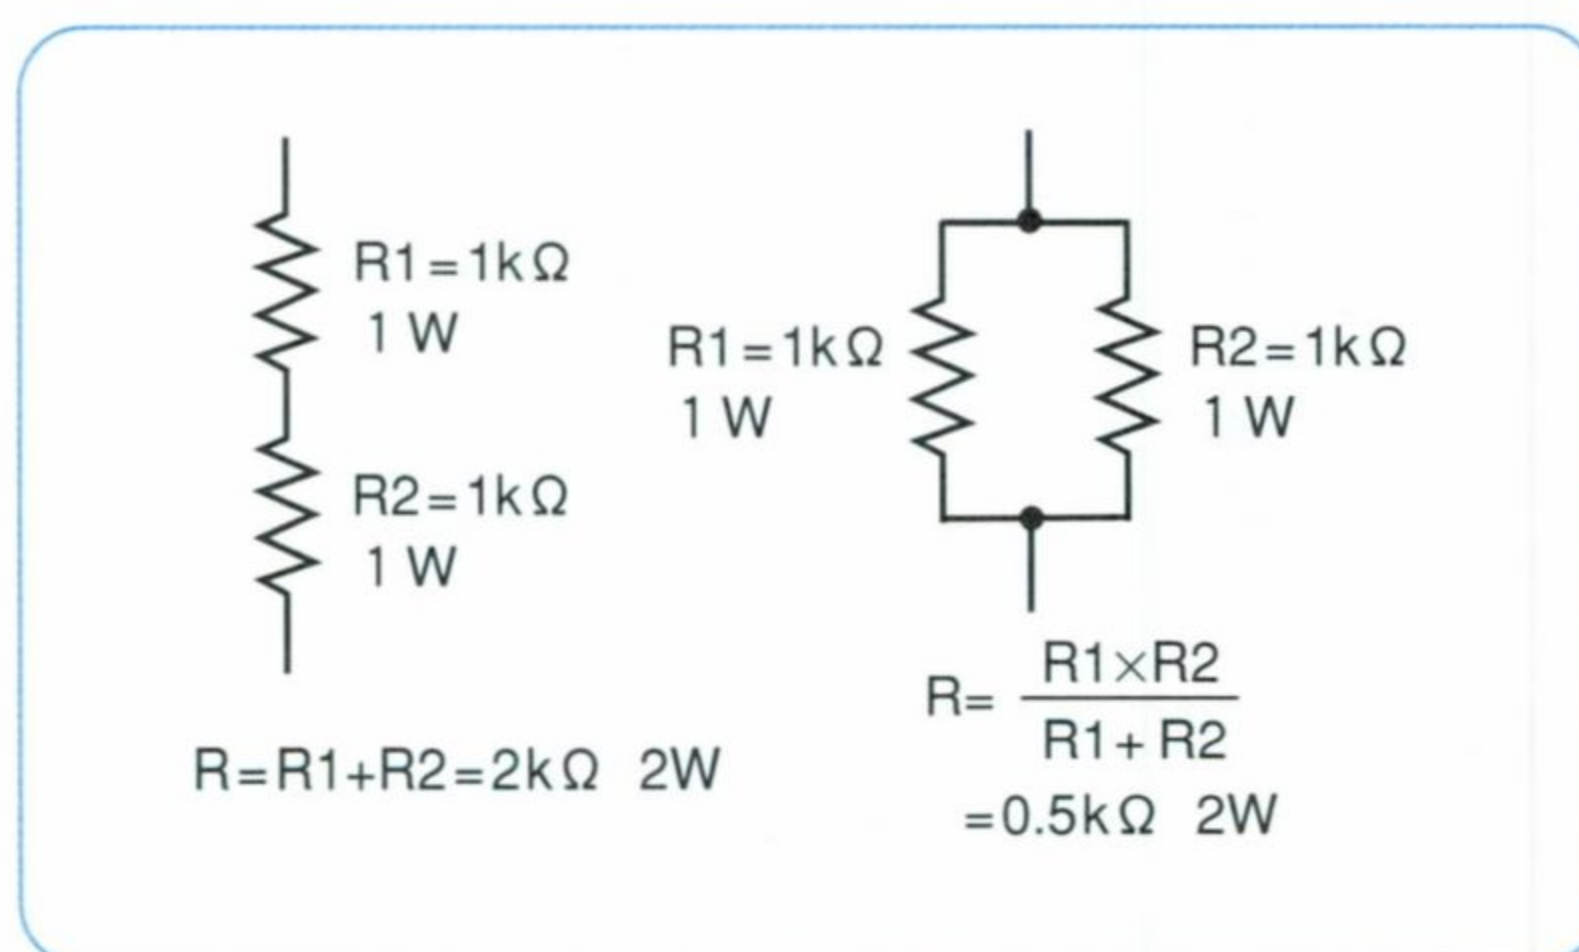 R1=1kΩ
1 W
R2=1kΩ
1 W
R=R1+R2=2kΩ 2W
R1=1kΩ
1 W
R2=1kΩ
1 W
R= R1×R2
R1+R2
=0.5kΩ 2W